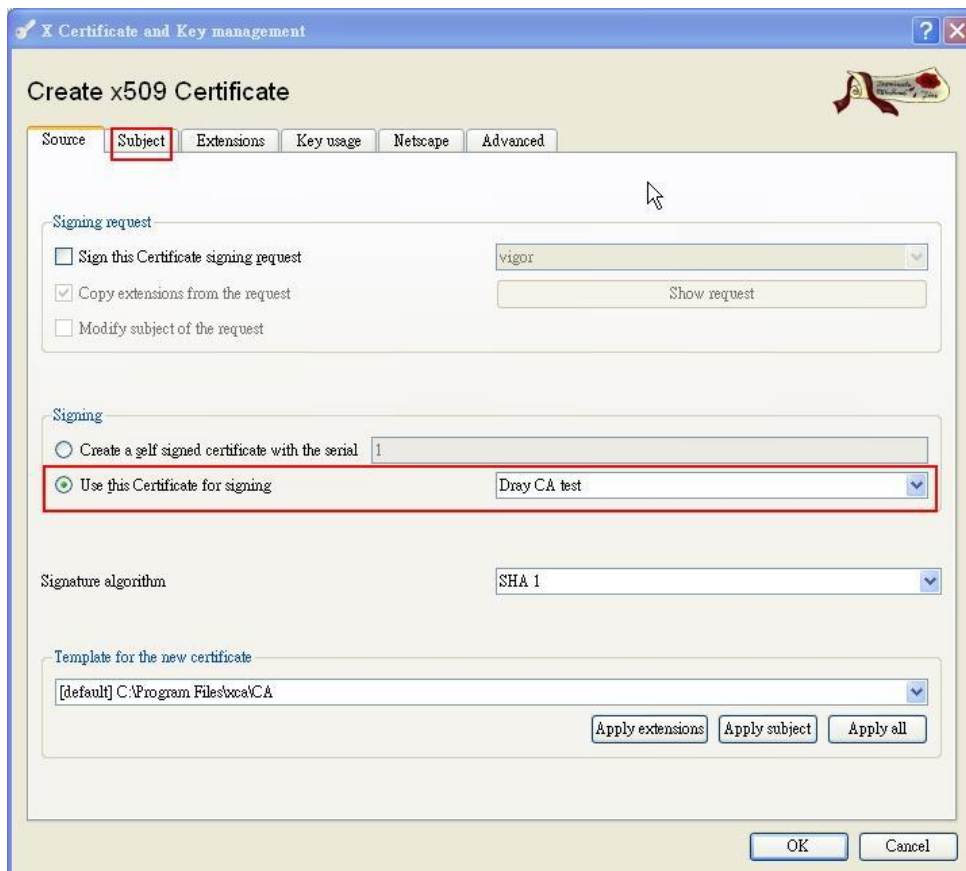 X Certificate and Key management
Create x509 Certificate
Source Subject Extensions Key usage Netscape Advanced
Signing request
Sign this Certificate signing request vigor
Copy extensions from the request Show request
Modify subject of the request
Signing
Create a self signed certificate with the serial 1
Use this Certificate for signing Dray CA test
Signature algorithm SHA 1
Template for the new certificate
[default] C:\Program Files\xca\CA
Apply extensions Apply subject Apply all
OK Cancel